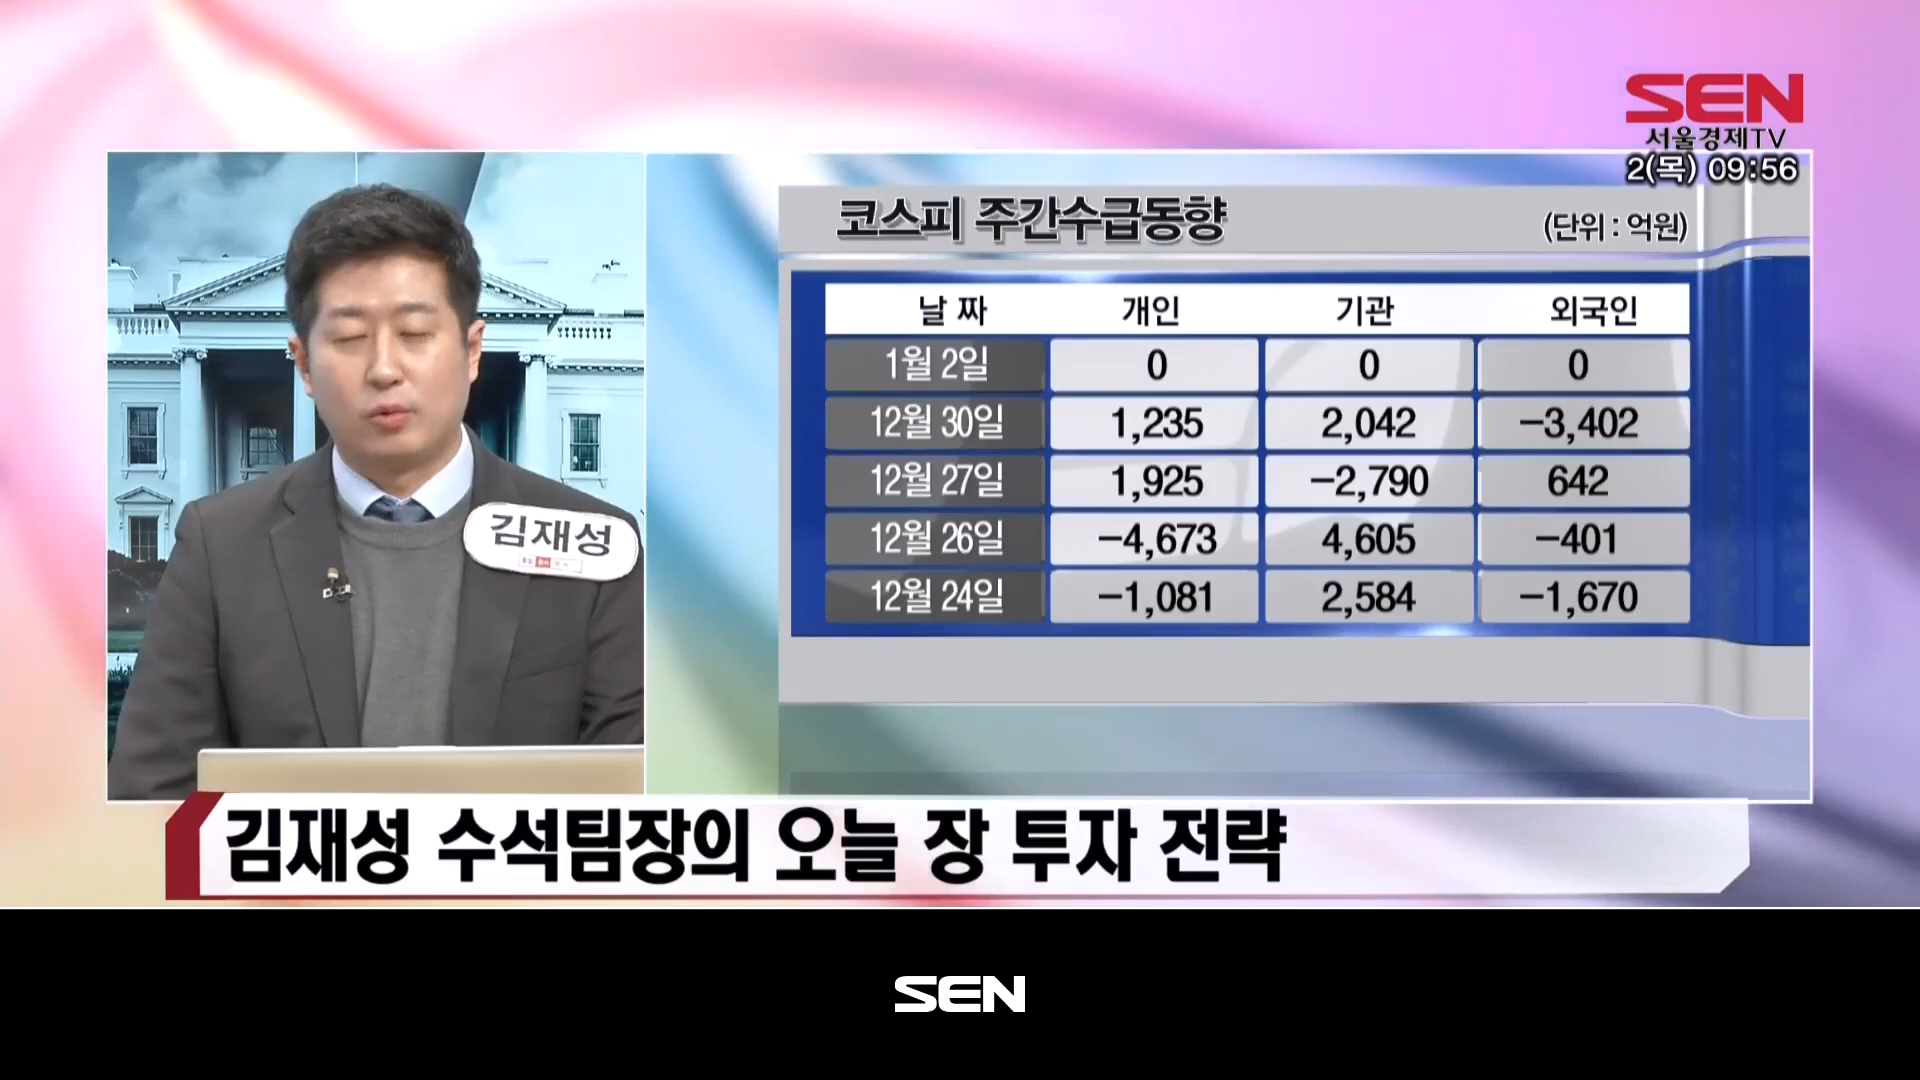 SEN
서울경제TV
2(목) 09:56
코스피 주간수급동향
(단위 : 억원)
날 짜 개인 기관 외국인
1월 2일 0 0 0
12월 30일 1,235 2,042 -3,402
12월 27일 1,925 -2,790 642
12월 26일 -4,673 4,605 -401
12월 24일 -1,081 2,584 -1,670
김재성
김재성 수석팀장의 오늘 장 투자 전략
SEN